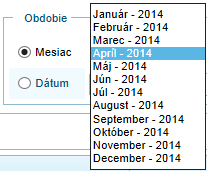 Obdobie
Mesiac
Dátum
Január - 2014
Február - 2014
Marec - 2014
Apríl - 2014
Máj - 2014
Jún - 2014
Júl - 2014
August - 2014
September - 2014
Október - 2014
November - 2014
December - 2014